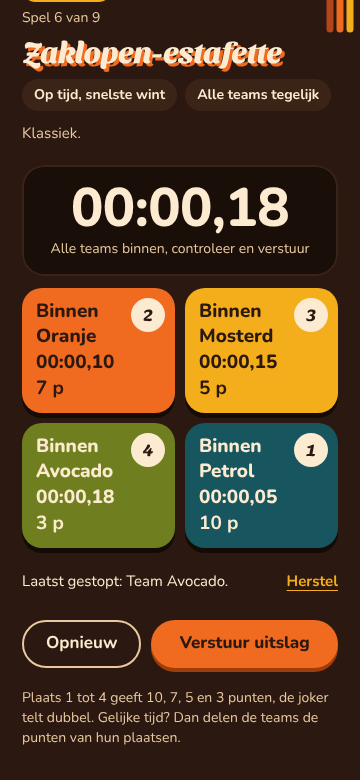 Spel 6 van 9
Zaklopen-estafette
Op tijd, snelste wint
Alle teams tegelijk
Klassiek.
00:00,18
Alle teams binnen, controleer en verstuur
Binnen
Oranje
00:00,10
7 p
2
Binnen
Mosterd
00:00,15
5 p
3
Binnen
Avocado
00:00,18
3 p
4
Binnen
Petrol
00:00,05
10 p
1
Laatst gestopt: Team Avocado.
Herstel
Opnieuw
Verstuur uitslag
Plaats 1 tot 4 geeft 10, 7, 5 en 3 punten, de joker
telt dubbel. Gelijke tijd? Dan delen de teams de
punten van hun plaatsen.